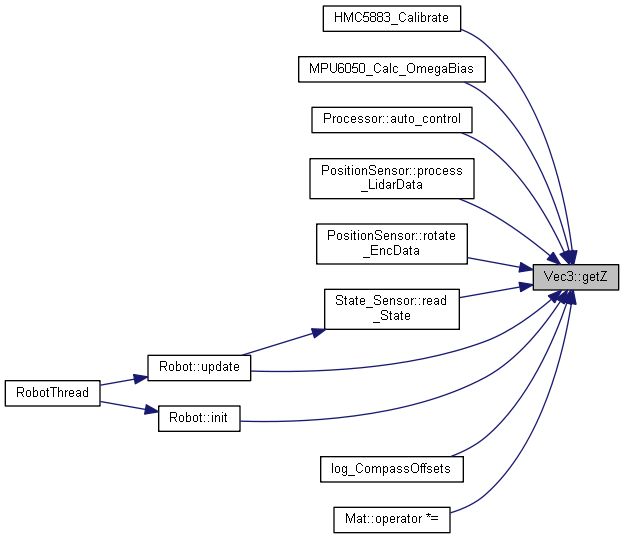 HMC5883_Calibrate
MPU6050_Calc_OmegaBias
Processor::auto_control
PositionSensor::process
_LidarData
PositionSensor::rotate
_EncData
Vec3::getZ
State_Sensor::read
_State
Robot::update
RobotThread
Robot::init
log_CompassOffsets
Mat::operator *=